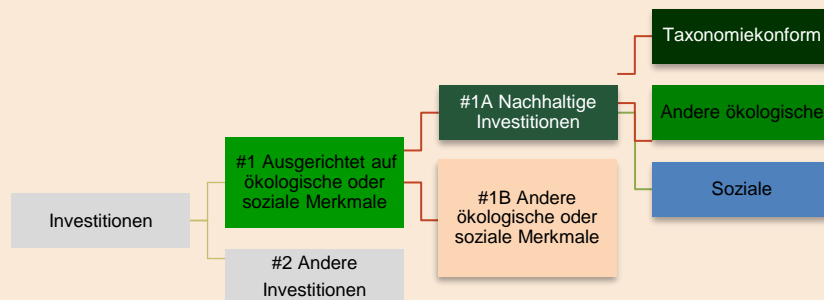 Taxonomiekonform
#1A Nachhaltige
Investitionen
Andere ökologische
#1 Ausgerichtet auf
ökologische oder
soziale Merkmale
Soziale
#1B Andere
ökologische oder
soziale Merkmale
Investitionen
#2 Andere
Investitionen